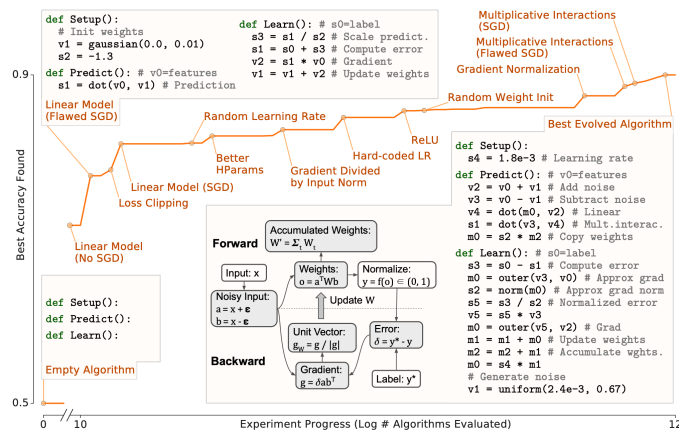 def Setup():
# Init weights
v1 = gaussian(0.0, 0.01)
s2 = -1.3
def Predict(): # v0=features
s1 = dot(v0, v1) # Prediction
def Learn(): # s0=label
s3 = s1 / s2 # Scale predict.
s1 = s0 + s3 # Compute error
v2 = s1 * v0 # Gradient
v1 = v1 + v2 # Update weights
Multiplicative Interactions
(SGD)
Multiplicative Interactions
(Flawed SGD)
Gradient Normalization
0.9
Linear Model
(Flawed SGD)
Random Learning Rate
Random Weight Init
Best Evolved Algorithm
ReLU
Hard-coded LR
Better
HParams
Gradient Divided
by Input Norm
Linear Model (SGD)
Loss Clipping
Linear Model
(No SGD)
Best Accuracy Found
def Setup():
s4 = 1.8e-3 # Learning rate
def Predict(): # v0=features
v2 = v0 + v1 # Add noise
v3 = v0 - v1 # Subtract noise
v4 = dot(m0, v2) # Linear
s1 = dot(v3, v4) # Mult.interac.
m0 = s2 * m2 # Copy weights
def Learn(): # s0=label
s3 = s0 - s1 # Compute error
m0 = outer(v3, v0) # Approx grad
s2 = norm(m0) # Approx grad norm
s5 = s3 / s2 # Normalized error
v5 = s5 * v3
m0 = outer(v5, v2) # Grad
m1 = m1 + m0 # Update weights
m2 = m2 + m1 # Accumulate wghts.
m0 = s4 * m1
# Generate noise
v1 = uniform(2.4e-3, 0.67)
Accumulated Weights:
W' = Σt Wt
Forward
Input: x
Weights:
o = aᵀWb
Normalize:
y = f(o) ∈ (0, 1)
Noisy Input:
a = x + ε
b = x - ε
Update W
Unit Vector:
gW = g / |g|
Error:
δ = y* - y
Backward
Gradient:
g = δabᵀ
Label: y*
def Setup():
def Predict():
def Learn():
Empty Algorithm
0.5
0
10
Experiment Progress (Log # Algorithms Evaluated)
12